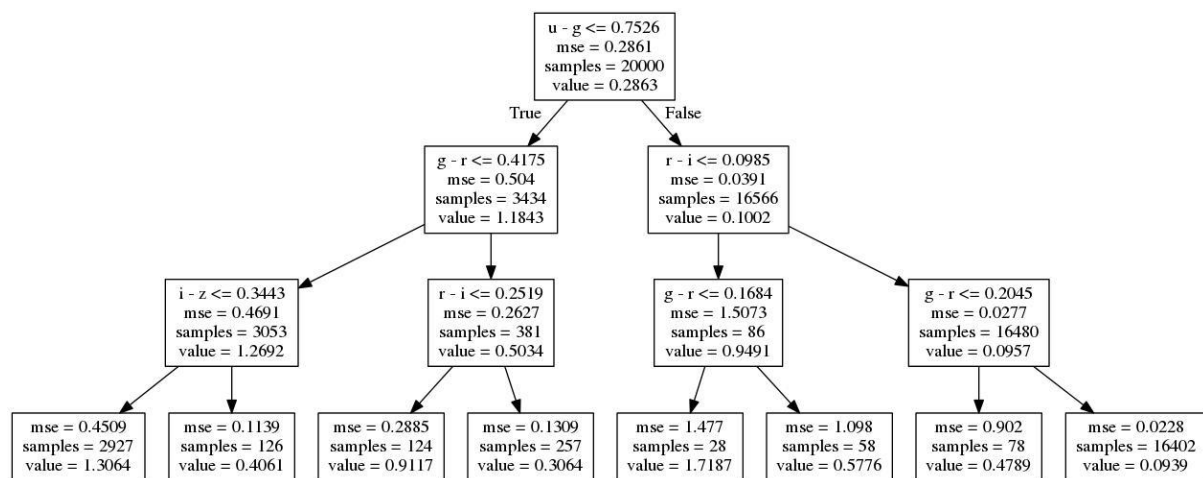 u - g <= 0.7526
mse = 0.2861
samples = 20000
value = 0.2863
True
False
g - r <= 0.4175
mse = 0.504
samples = 3434
value = 1.1843
r - i <= 0.0985
mse = 0.0391
samples = 16566
value = 0.1002
i - z <= 0.3443
mse = 0.4691
samples = 3053
value = 1.2692
r - i <= 0.2519
mse = 0.2627
samples = 381
value = 0.5034
g - r <= 0.1684
mse = 1.5073
samples = 86
value = 0.9491
g - r <= 0.2045
mse = 0.0277
samples = 16480
value = 0.0957
mse = 0.4509
samples = 2927
value = 1.3064
mse = 0.1139
samples = 126
value = 0.4061
mse = 0.2885
samples = 124
value = 0.9117
mse = 0.1309
samples = 257
value = 0.3064
mse = 1.477
samples = 28
value = 1.7187
mse = 1.098
samples = 58
value = 0.5776
mse = 0.902
samples = 78
value = 0.4789
mse = 0.0228
samples = 16402
value = 0.0939